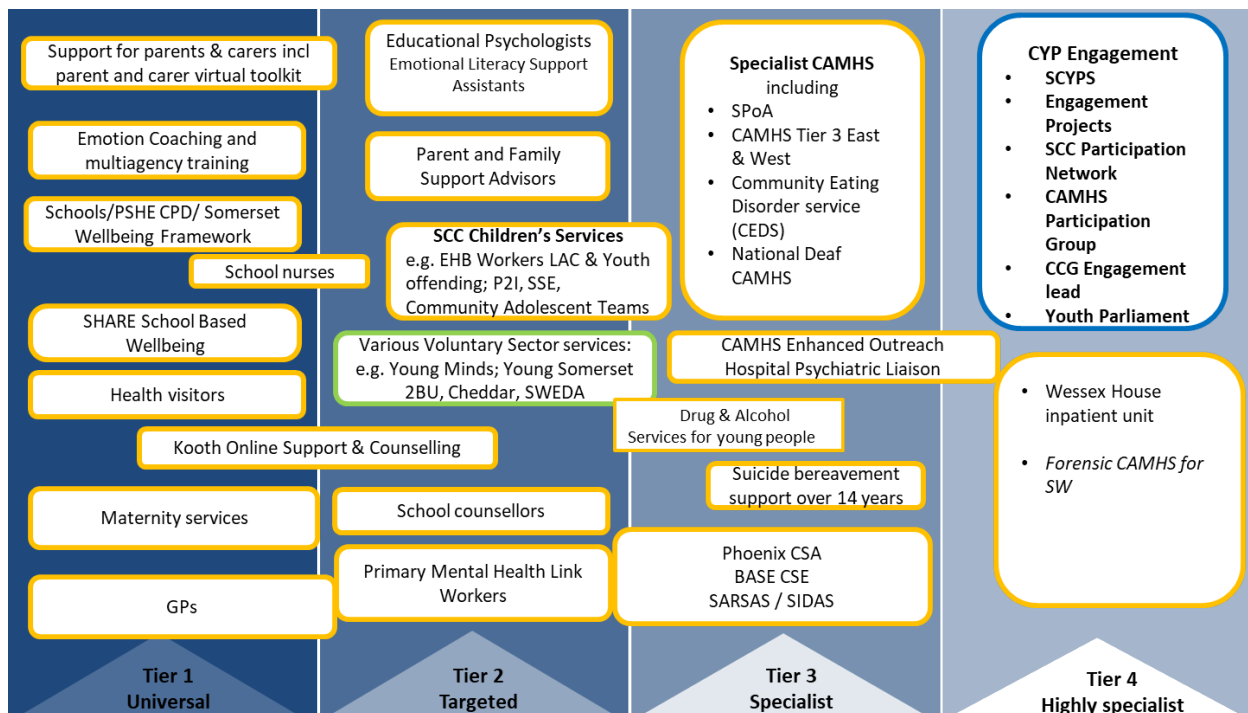 Support for parents & carers incl
parent and carer virtual toolkit
Emotion Coaching and
multiagency training
Schools/PSHE CPD/ Somerset
Wellbeing Framework
School nurses
SHARE School Based
Wellbeing
Health visitors
Kooth Online Support & Counselling
Maternity services
GPs
Tier 1
Universal
Educational Psychologists
Emotional Literacy Support
Assistants
Parent and Family
Support Advisors
SCC Children’s Services
e.g. EHB Workers LAC & Youth
offending; P2I, SSE,
Community Adolescent Teams
Various Voluntary Sector services:
e.g. Young Minds; Young Somerset
2BU, Cheddar, SWEDA
School counsellors
Primary Mental Health Link
Workers
Tier 2
Targeted
Specialist CAMHS
including
• SPoA
• CAMHS Tier 3 East
& West
• Community Eating
Disorder service
(CEDS)
• National Deaf
CAMHS
CAMHS Enhanced Outreach
Hospital Psychiatric Liaison
Drug & Alcohol
Services for young people
Suicide bereavement
support over 14 years
Phoenix CSA
BASE CSE
SARSAS / SIDAS
Tier 3
Specialist
CYP Engagement
• SCYPS
• Engagement
Projects
• SCC Participation
Network
• CAMHS
Participation
Group
• CCG Engagement
lead
• Youth Parliament
• Wessex House
inpatient unit
• Forensic CAMHS for
SW
Tier 4
Highly specialist